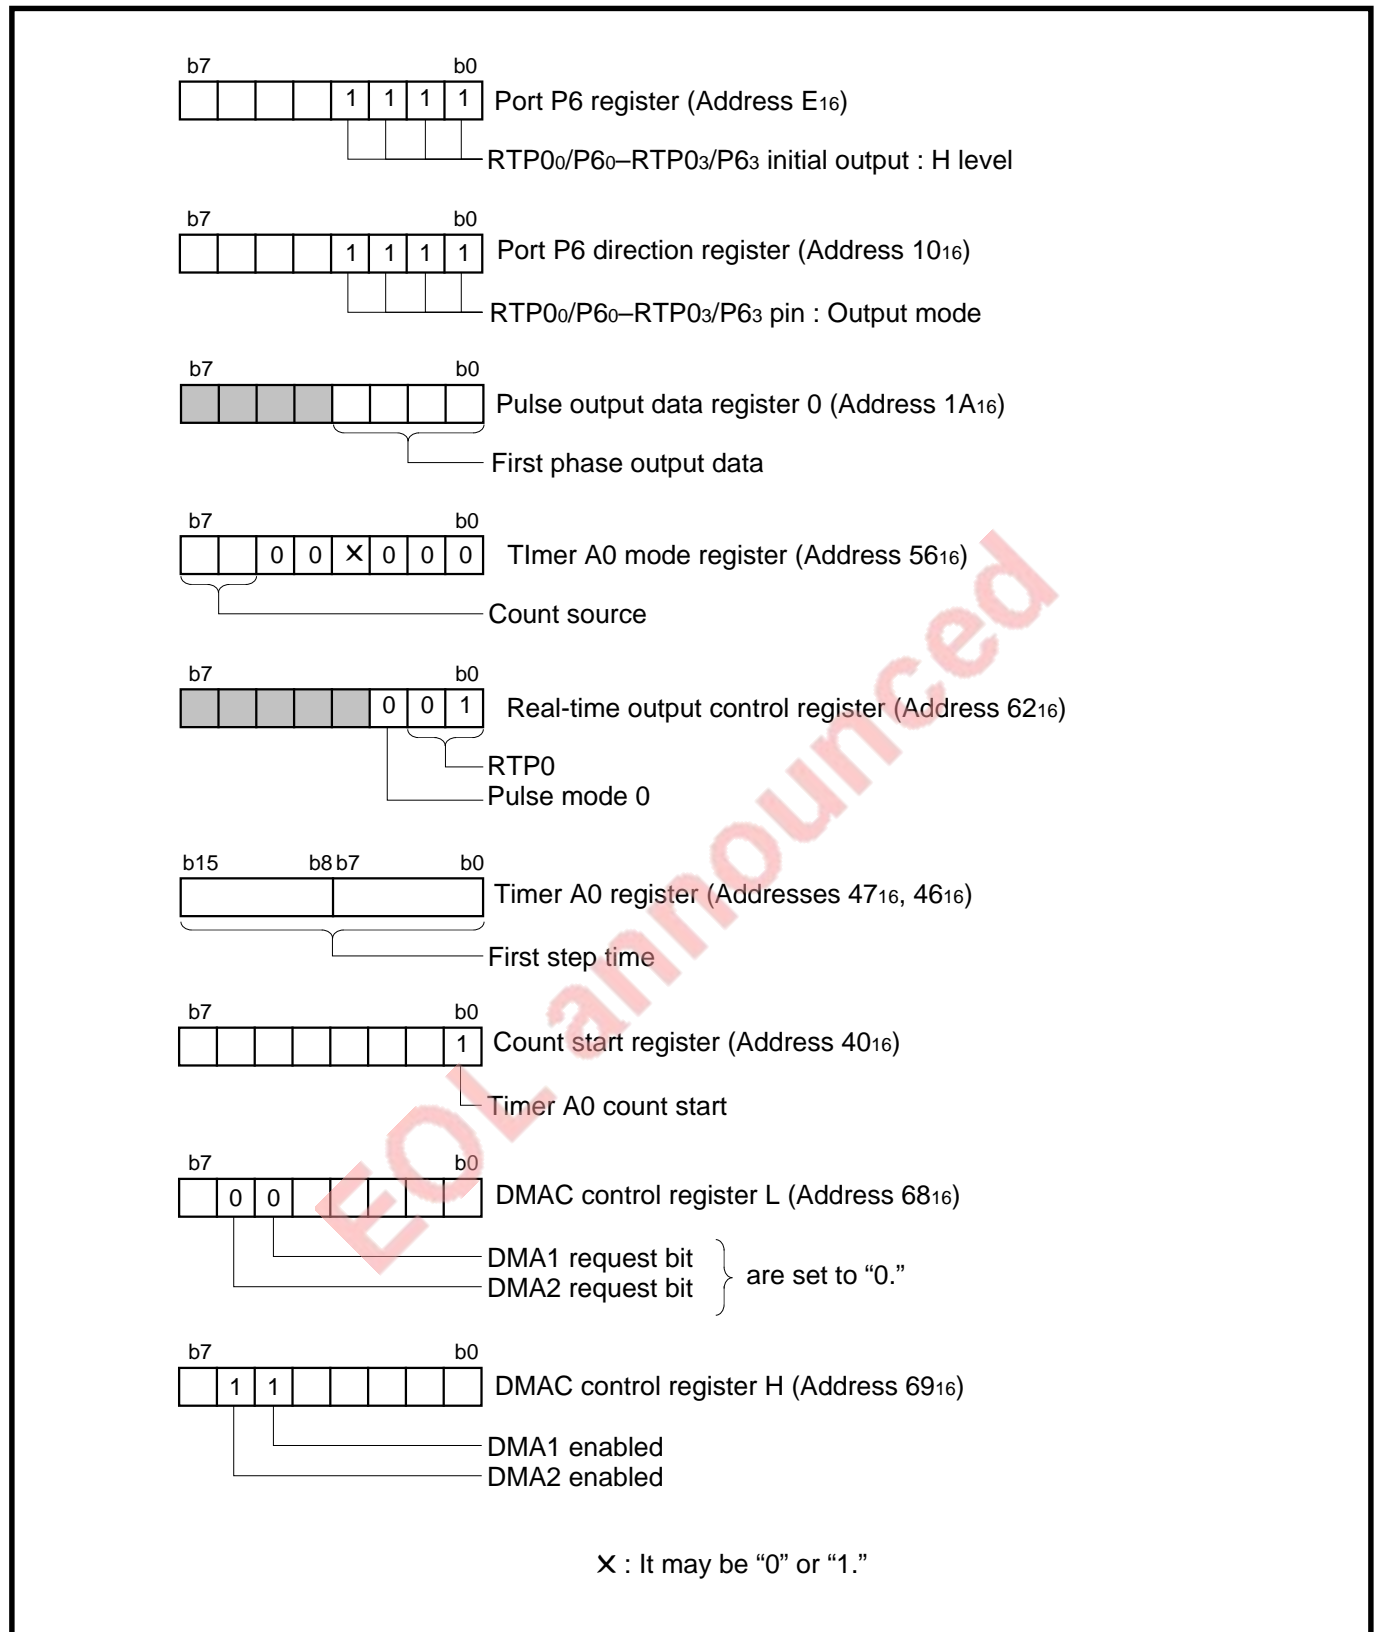 b7 b0
1 1 1 1 Port P6 register (Address E16)
RTP00/P60–RTP03/P63 initial output : H level
b7 b0
1 1 1 1 Port P6 direction register (Address 1016)
RTP00/P60–RTP03/P63 pin : Output mode
b7 b0
Pulse output data register 0 (Address 1A16)
First phase output data
b7 b0
0 0 X 0 0 0 TImer A0 mode register (Address 5616)
Count source
b7 b0
0 0 1 Real-time output control register (Address 6216)
RTP0
Pulse mode 0
b15 b8 b7 b0
Timer A0 register (Addresses 4716, 4616)
First step time
b7 b0
1 Count start register (Address 4016)
Timer A0 count start
b7 b0
0 0 DMAC control register L (Address 6816)
DMA1 request bit
DMA2 request bit
are set to “0.”
b7 b0
1 1 DMAC control register H (Address 6916)
DMA1 enabled
DMA2 enabled
X : It may be “0” or “1.”
EOL announced